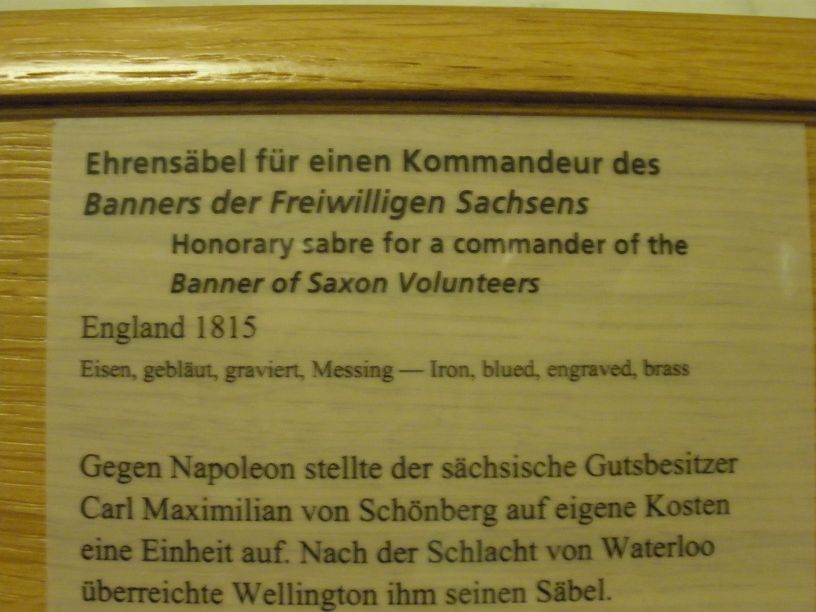 Ehrensäbel für einen Kommandeur des
Banners der Freiwilligen Sachsens
Honorary sabre for a commander of the
Banner of Saxon Volunteers
England 1815
Eisen, gebläut, graviert, Messing — Iron, blued, engraved, brass
Gegen Napoleon stellte der sächsische Gutsbesitzer
Carl Maximilian von Schönberg auf eigene Kosten
eine Einheit auf. Nach der Schlacht von Waterloo
überreichte Wellington ihm seinen Säbel.